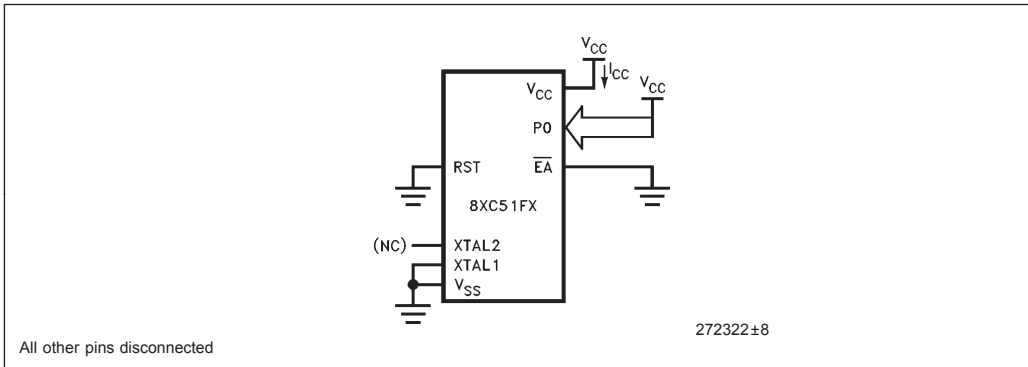 VCC
ICC
VCC
VCC
P0
RST
EA
8XC51FX
(NC)
XTAL2
XTAL1
VSS
272322±8
All other pins disconnected